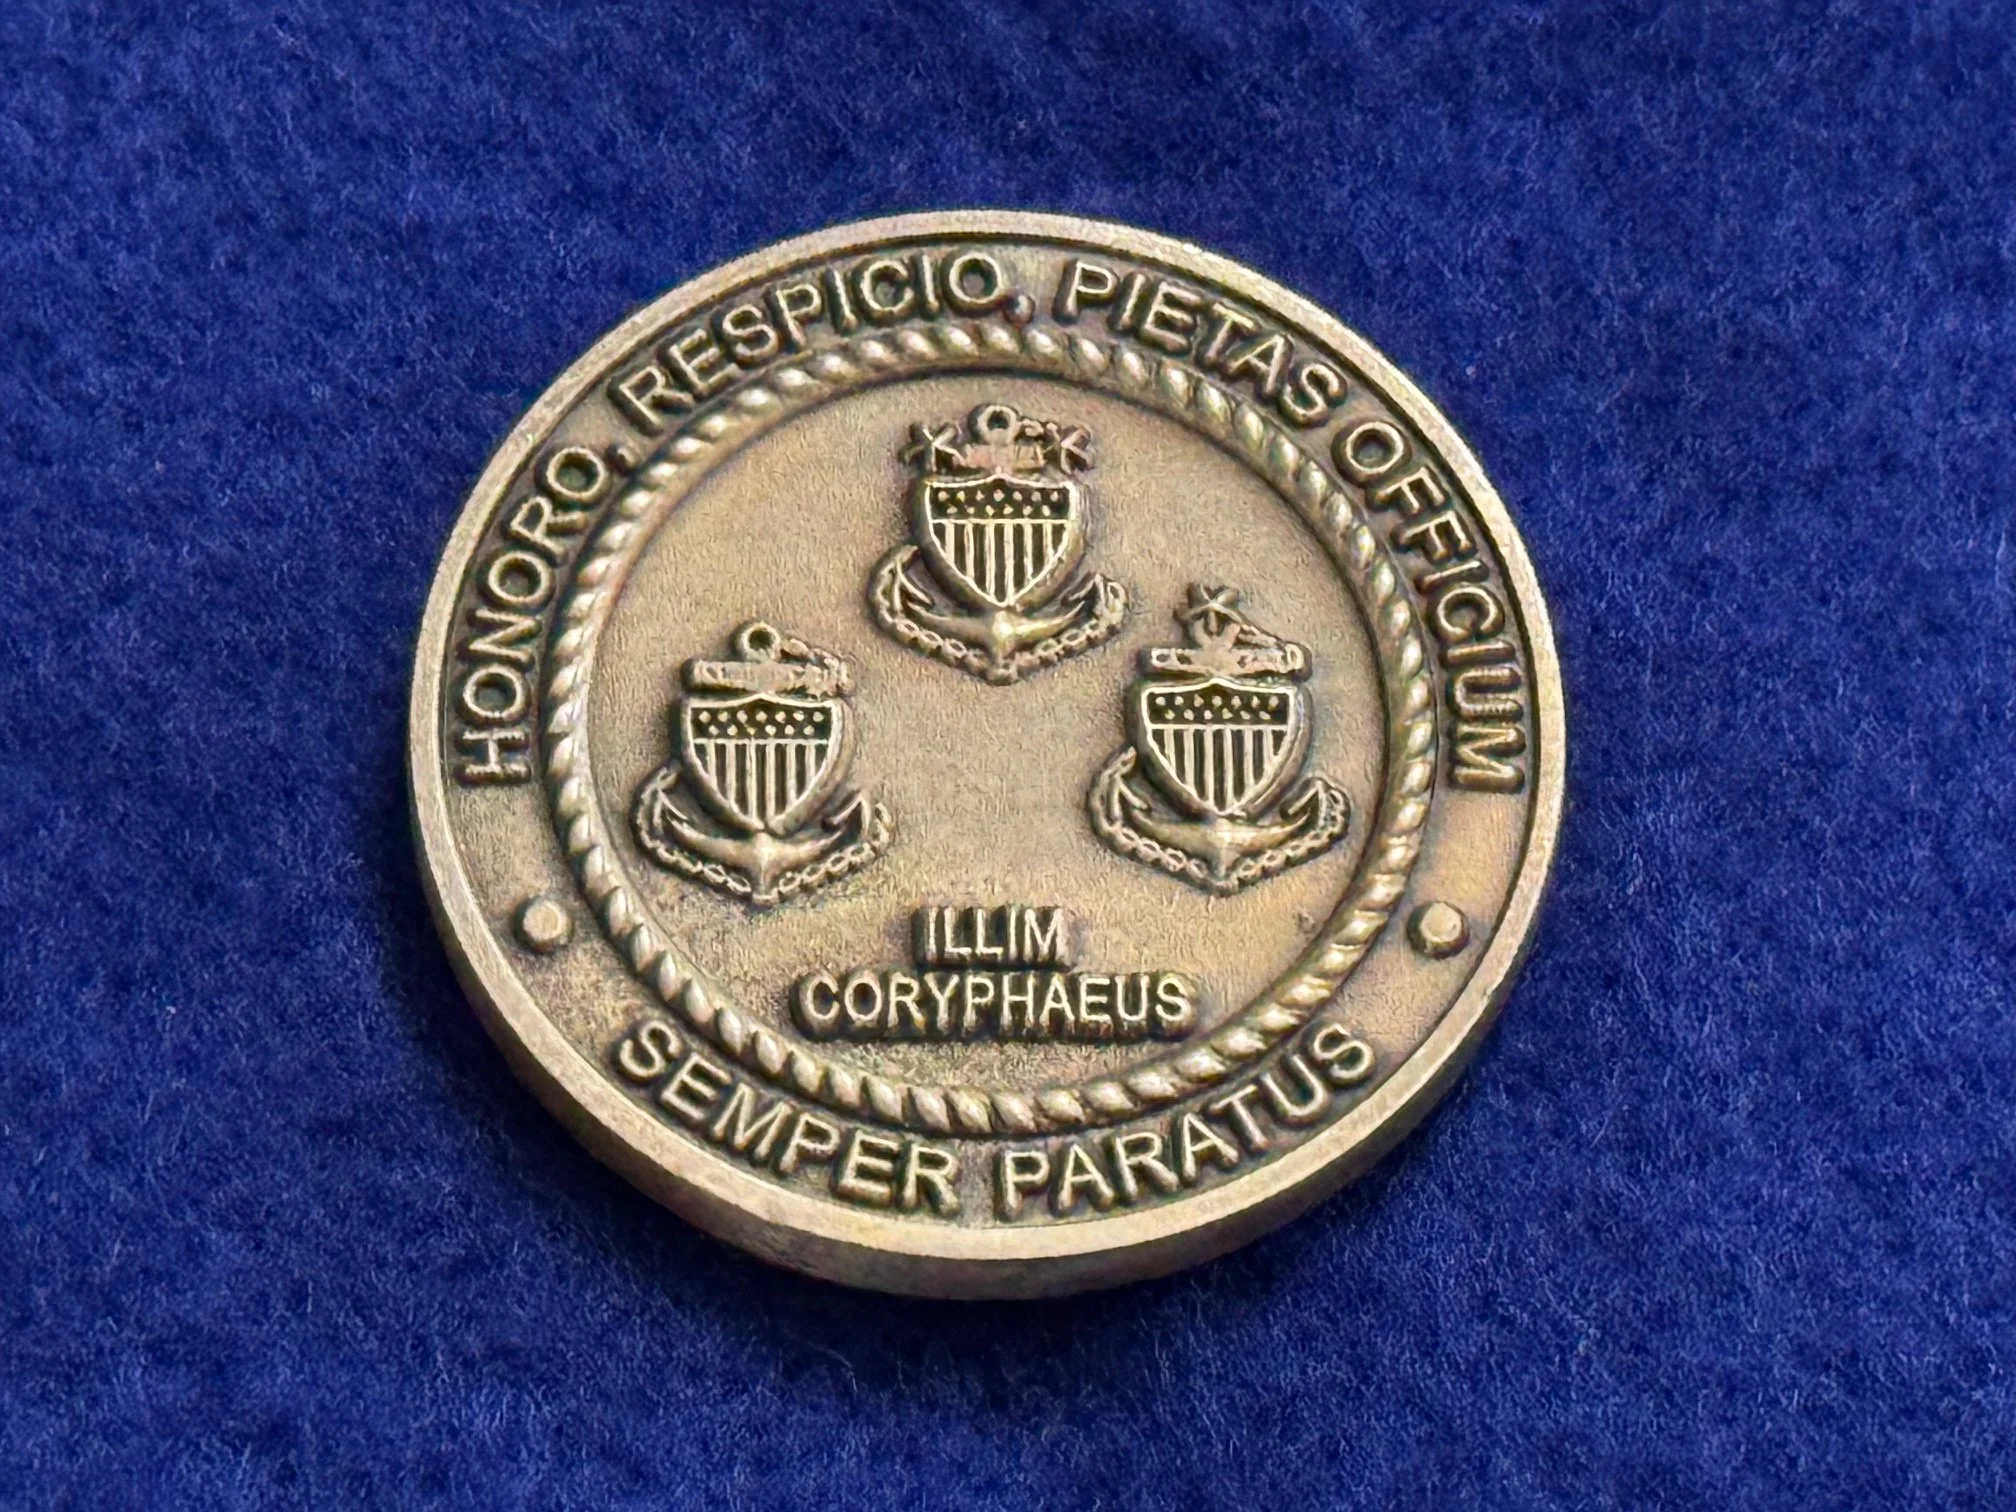 HONORO, RESPICIO, PIETAS OFFICIUM
ILLIM
CORYPHAEUS
SEMPER PARATUS